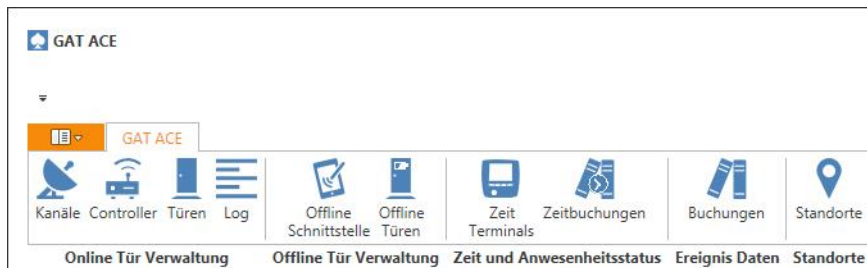 GAT ACE
GAT ACE
Kanäle Controller Türen Log Offline Schnittstelle Offline Türen Zeit Terminals Zeitbuchungen Buchungen Standorte
Online Tür Verwaltung Offline Tür Verwaltung Zeit und Anwesenheitsstatus Ereignis Daten Standorte